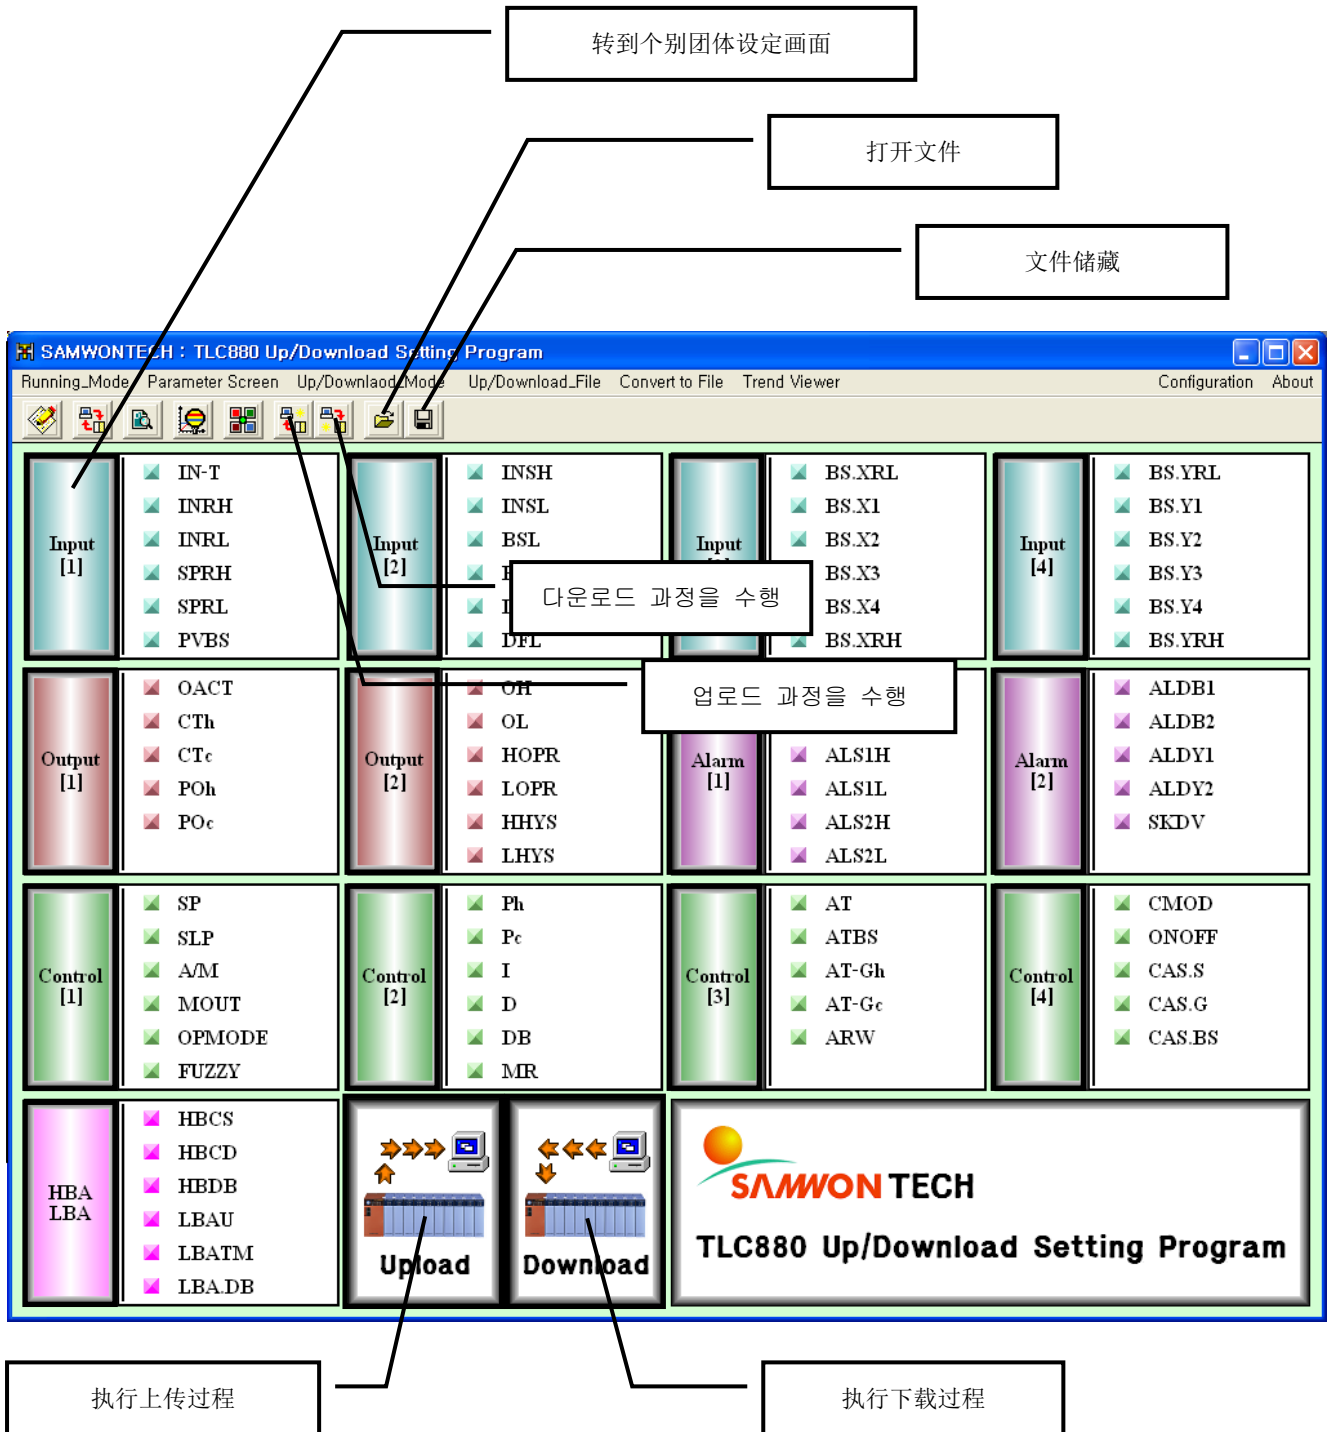 转到个别团体设定画面
打开文件
文件储藏
SAMWONTECH : TLC880 Up/Download Setting Program
Running_Mode Parameter Screen Up/Downlaod_Mode Up/Download_File Convert to File Trend Viewer Configuration About
Input
[1]
IN-T
INRH
INRL
SPRH
SPRL
PVBS
Input
[2]
INSH
INSL
BSL
DFL
Input
BS.XRL
BS.X1
BS.X2
BS.X3
BS.X4
BS.XRH
Input
[4]
BS.YRL
BS.Y1
BS.Y2
BS.Y3
BS.Y4
BS.YRH
다운로드 과정을 수행
업로드 과정을 수행
Output
[1]
OACT
CTh
CTc
POh
POc
Output
[2]
OH
OL
HOPR
LOPR
HHYS
LHYS
Alarm
[1]
ALS1H
ALS1L
ALS2H
ALS2L
Alarm
[2]
ALDB1
ALDB2
ALDY1
ALDY2
SKDV
Control
[1]
SP
SLP
A/M
MOUT
OPMODE
FUZZY
Control
[2]
Ph
Pc
I
D
DB
MR
Control
[3]
AT
ATBS
AT-Gh
AT-Gc
ARW
Control
[4]
CMOD
ONOFF
CAS.S
CAS.G
CAS.BS
HBA
LBA
HBCS
HBCD
HBDB
LBAU
LBATM
LBA.DB
Upload
Download
SAMWON TECH
TLC880 Up/Download Setting Program
执行上传过程
执行下载过程